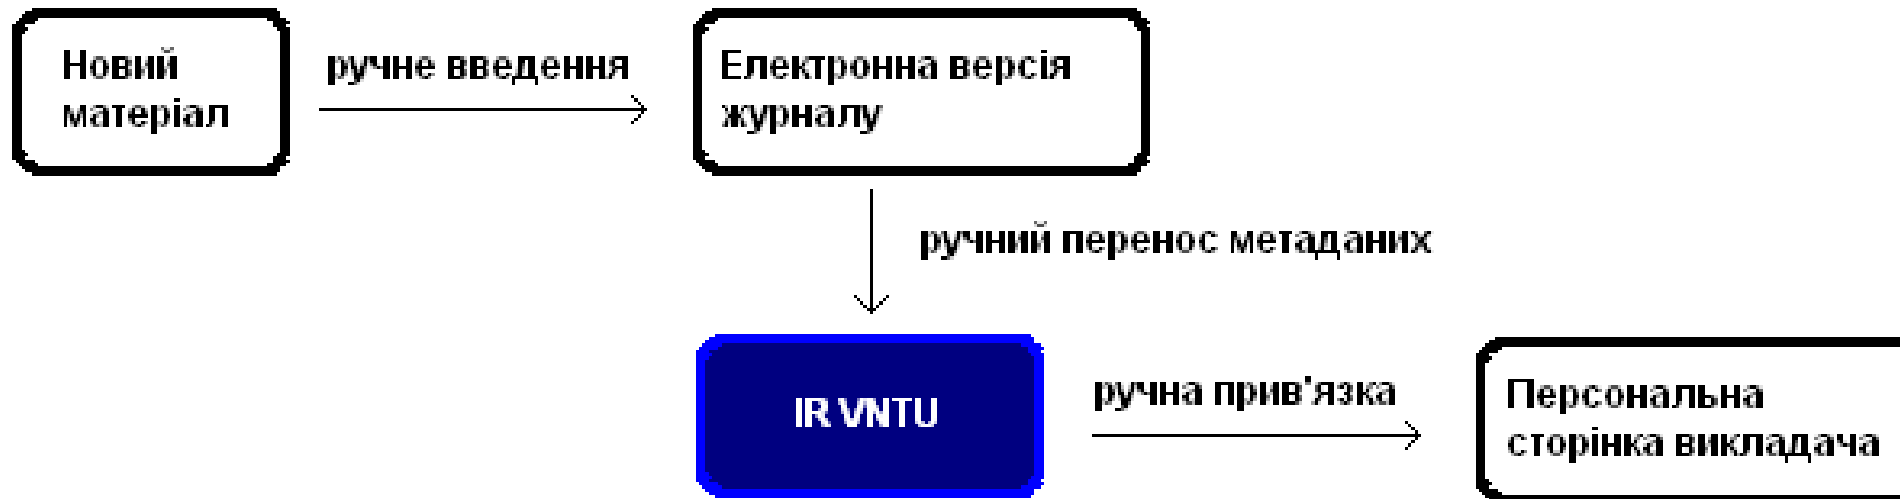 Новий
матеріал
ручне введення
Електронна версія
журналу
ручний перенос метаданих
IR VNTU
ручна прив'язка
Персональна
сторінка викладача